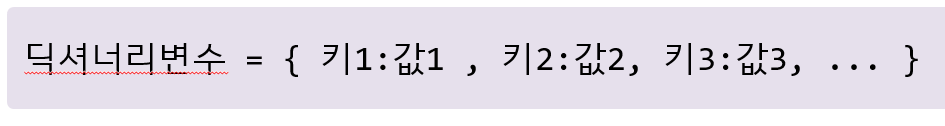 딕셔너리변수 = { 키1:값1 , 키2:값2, 키3:값3, ... }